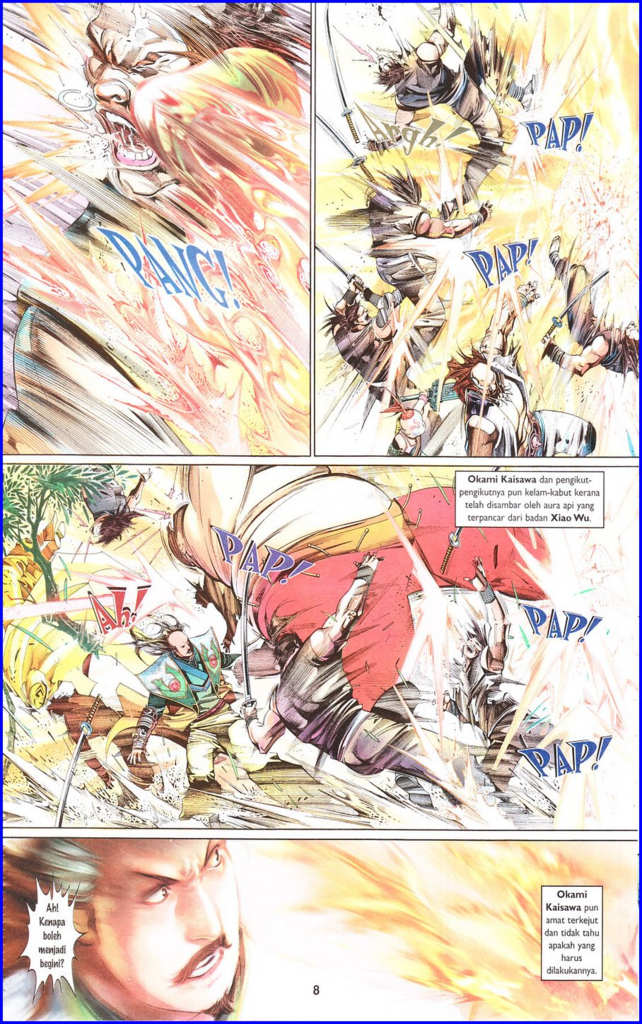 PANG!
Argh!
PAP!
PAP!
Okami Kaisawa dan pengikut-
pengikutnya pun kelam-kabut kerana
telah disambar oleh aura api yang
terpancar dari badan Xiao Wu.
PAP!
Ah!
PAP!
PAP!
Ah!
Kenapa
boleh
menjadi
begini?
Okami
Kaisawa pun
amat terkejut
dan tidak tahu
apakah yang
harus
dilakukannya.
8